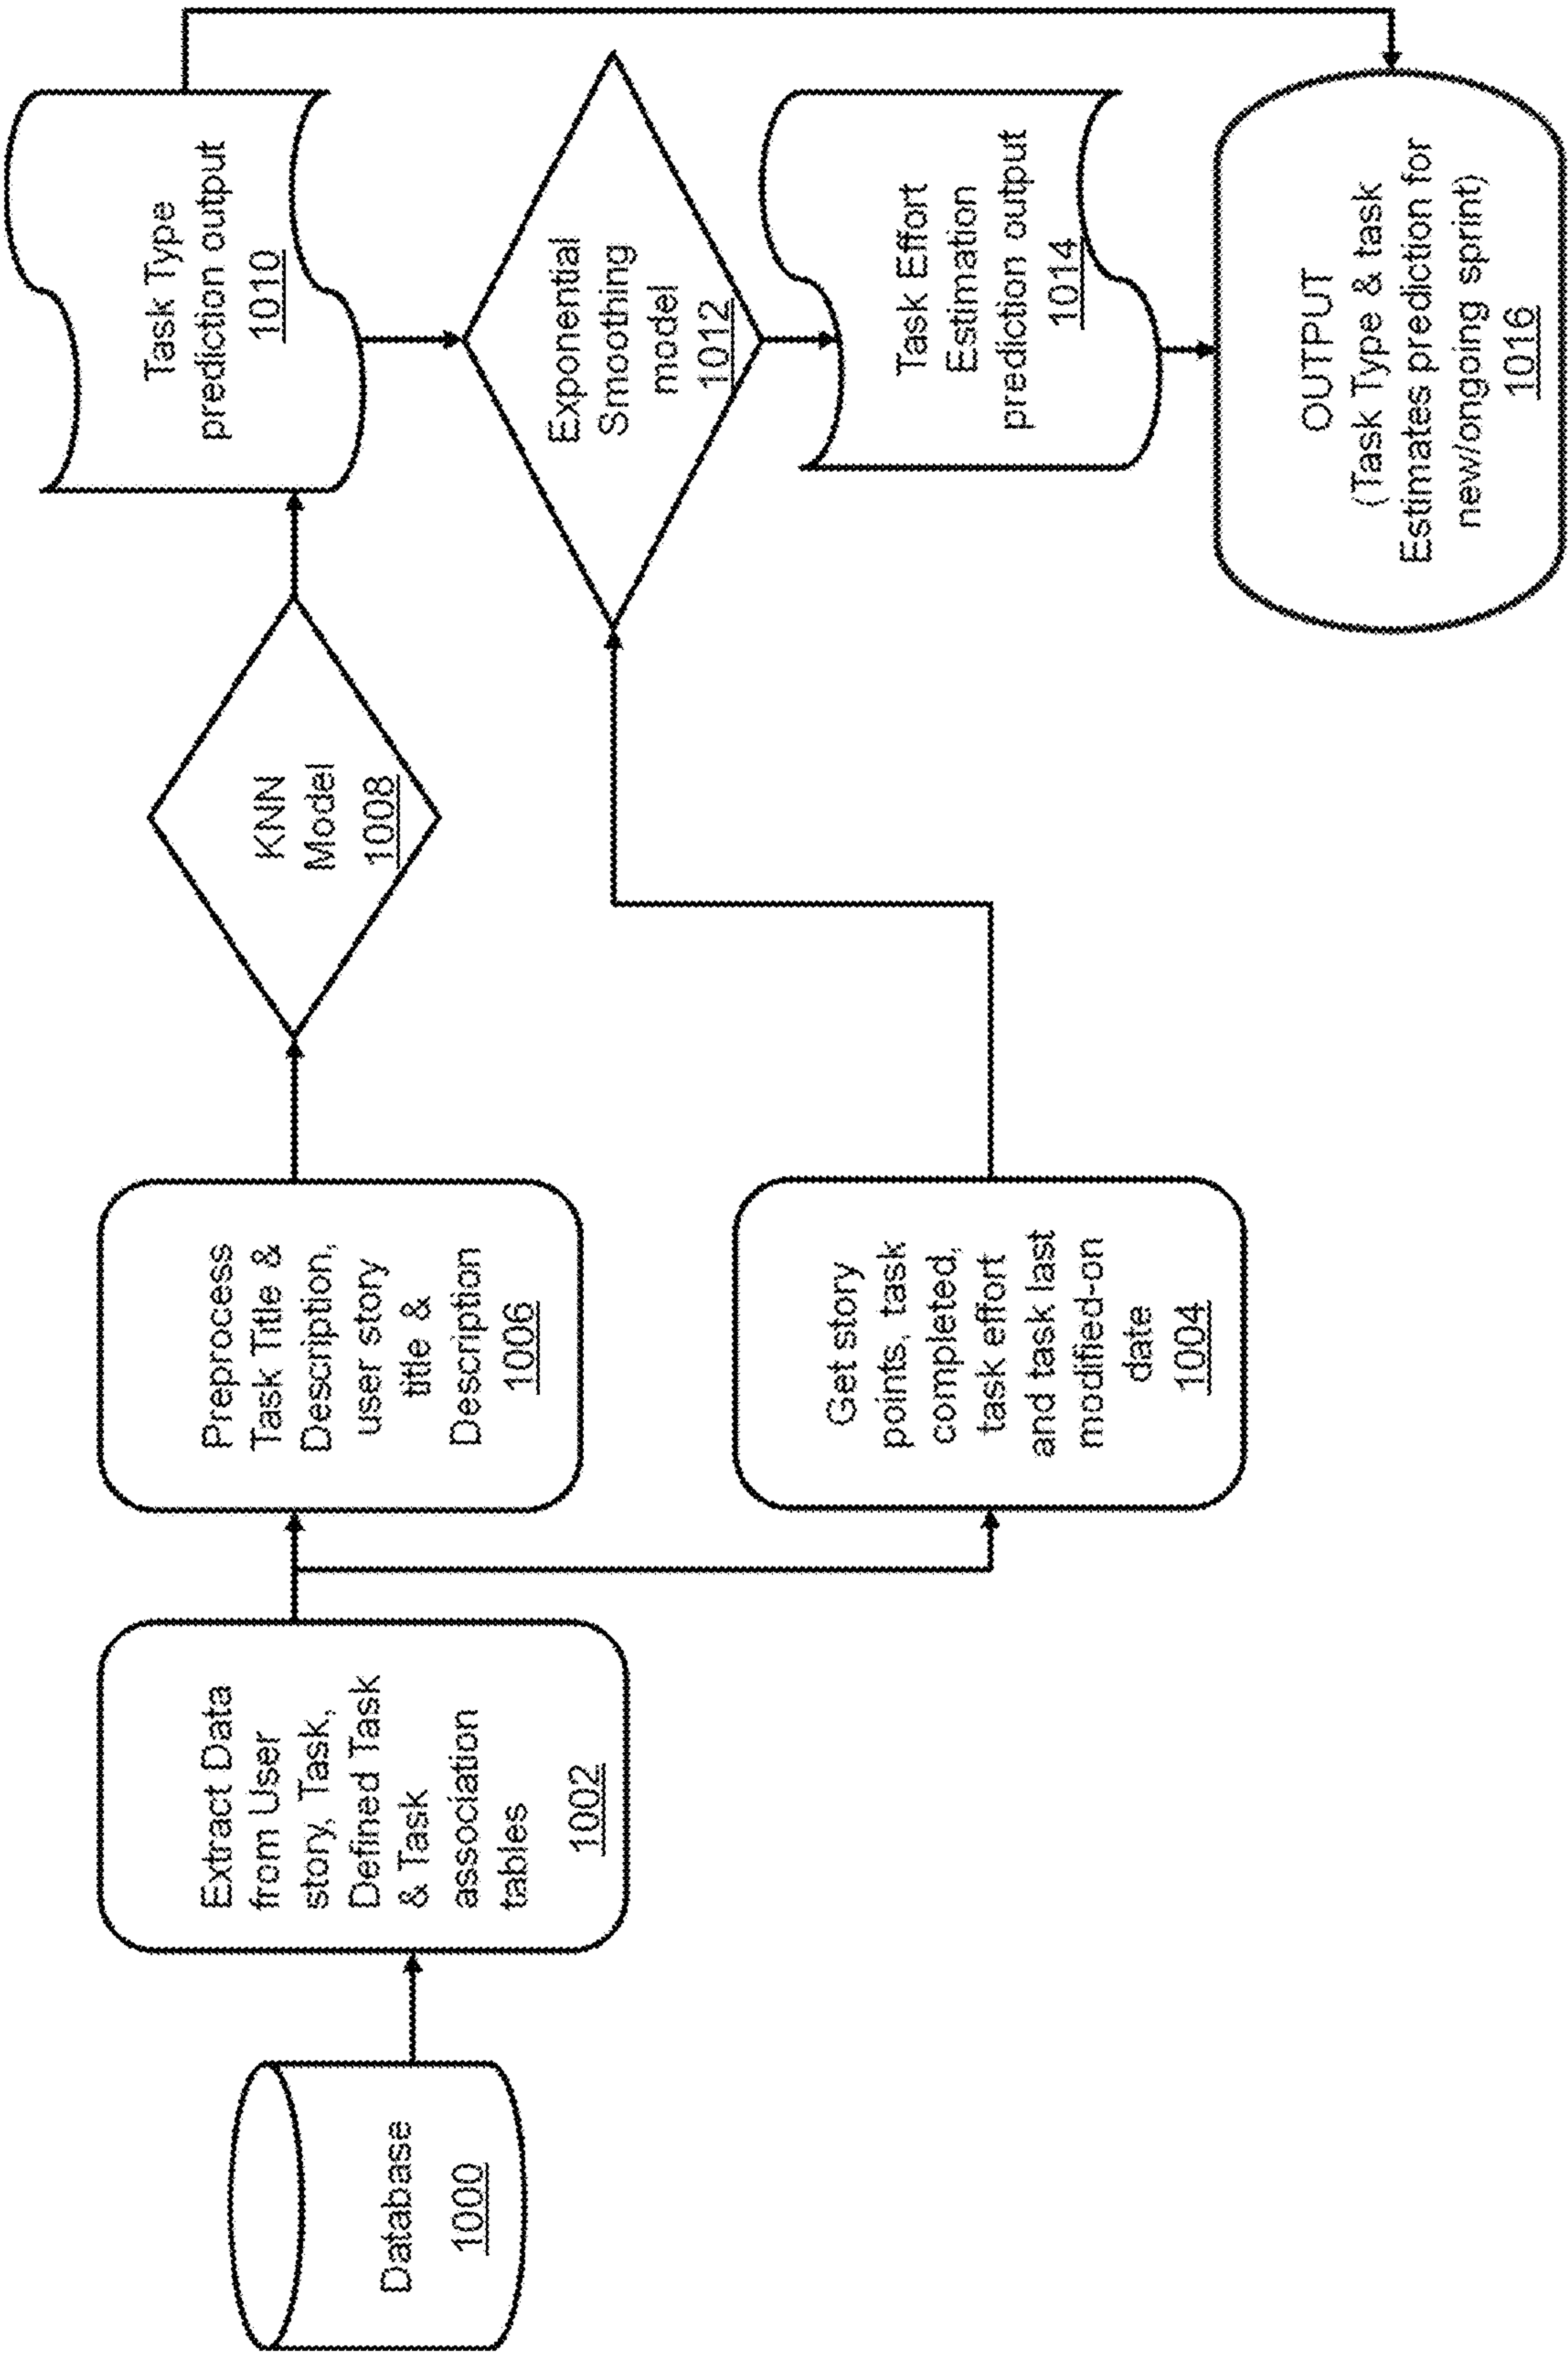 Database
1000
Extract Data
from User
story, Task,
Defined Task
& Task
association
tables
1002
Preprocess
Task Title &
Description,
user story
title &
Description
1006
Get story
points, task
completed,
task effort
and task last
modified-on
date
1004
KNN
Model
1008
Task Type
prediction output
1010
Exponential
Smoothing
model
1012
Task Effort
Estimation
prediction output
1014
OUTPUT
(Task Type & task
Estimates prediction for
new/ongoing sprint)
1016